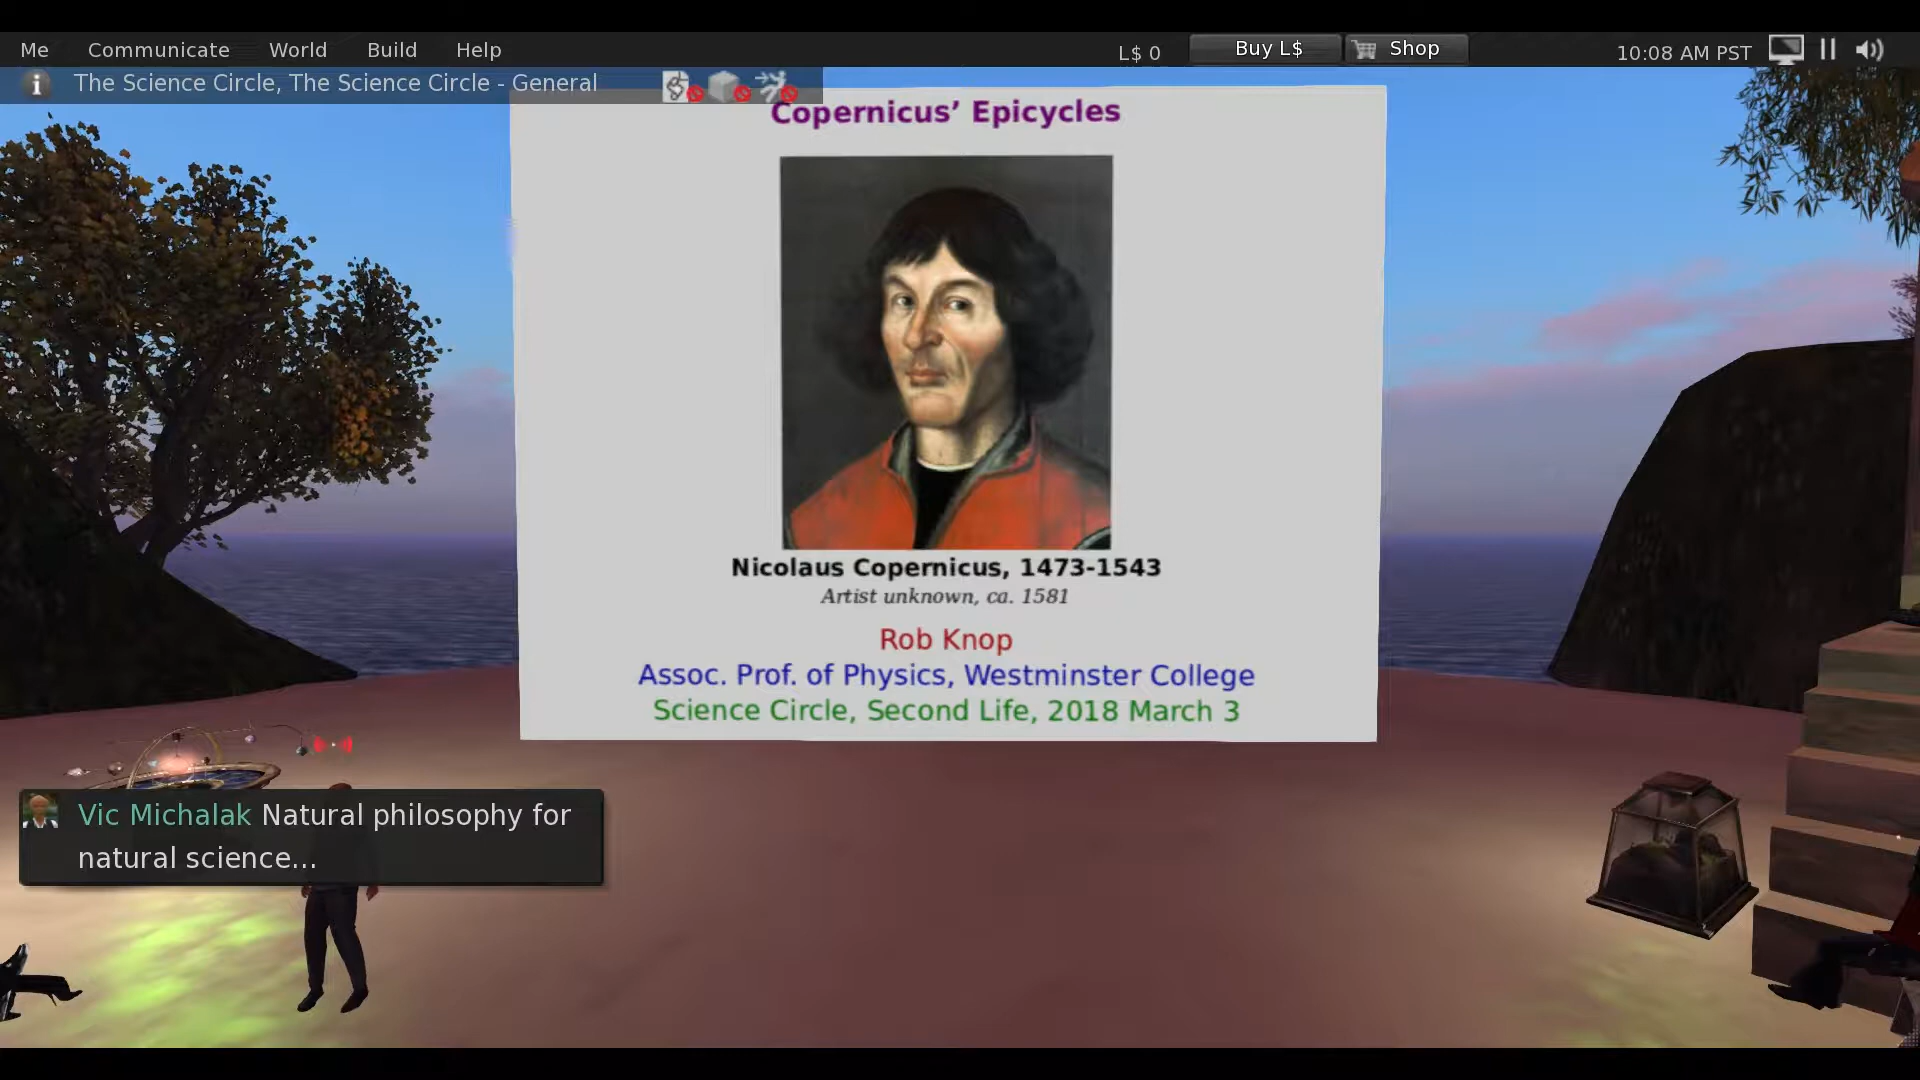 Me Communicate World Build Help L$ 0 Buy L$ Shop 10:08 AM PST
The Science Circle, The Science Circle - General
Copernicus’ Epicycles
Nicolaus Copernicus, 1473-1543
Artist unknown, ca. 1581
Rob Knop
Assoc. Prof. of Physics, Westminster College
Science Circle, Second Life, 2018 March 3
Vic Michalak Natural philosophy for
natural science...